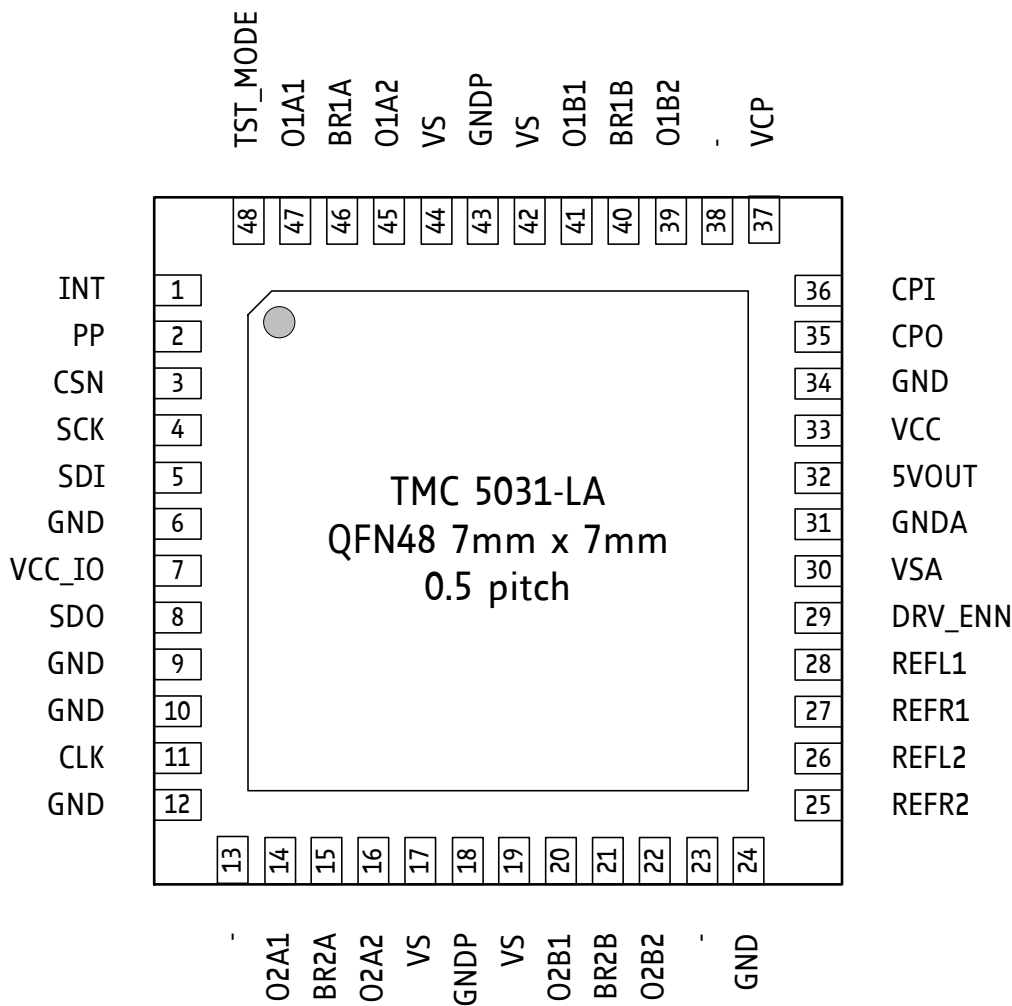 TST_MODE
O1A1
BR1A
O1A2
VS
GNDP
VS
O1B1
BR1B
O1B2
-
VCP
48
47
46
45
44
43
42
41
40
39
38
37
INT 1
PP 2
CSN 3
SCK 4
SDI 5
GND 6
VCC_IO 7
SDO 8
GND 9
GND 10
CLK 11
GND 12
TMC 5031-LA
QFN48 7mm x 7mm
0.5 pitch
36 CPI
35 CPO
34 GND
33 VCC
32 5VOUT
31 GNDA
30 VSA
29 DRV_ENN
28 REFL1
27 REFR1
26 REFL2
25 REFR2
13
14
15
16
17
18
19
20
21
22
23
24
-
O2A1
BR2A
O2A2
VS
GNDP
VS
O2B1
BR2B
O2B2
-
GND